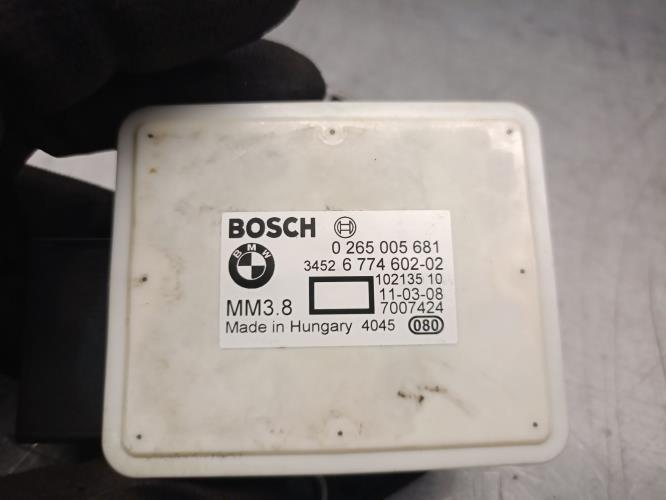 BOSCH
0 265 005 681
BMW
3452 6 774 602-02
102135 10
11-03-08
MM3.8
7007424
Made in Hungary 4045 080